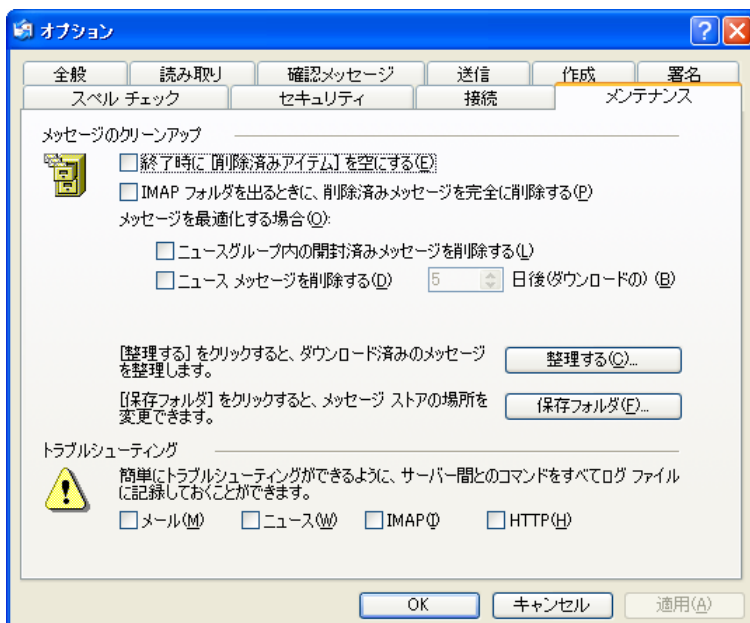 オプション
全般 読み取り 確認メッセージ 送信 作成 署名
スペル チェック セキュリティ 接続 メンテナンス
メッセージのクリーンアップ
終了時に [削除済みアイテム] を空にする(E)
IMAP フォルダを出るときに、削除済みメッセージを完全に削除する(P)
メッセージを最適化する場合(O):
ニュースグループ内の開封済みメッセージを削除する(L)
ニュース メッセージを削除する(D) 5 日後(ダウンロードの) (B)
[整理する] をクリックすると、ダウンロード済みのメッセージ
を整理します。
整理する(C)...
[保存フォルダ] をクリックすると、メッセージ ストアの場所を
変更できます。
保存フォルダ(F)...
トラブルシューティング
簡単にトラブルシューティングができるように、サーバー間とのコマンドをすべてログ ファイル
に記録しておくことができます。
メール(M) ニュース(W) IMAP(I) HTTP(H)
OK キャンセル 適用(A)